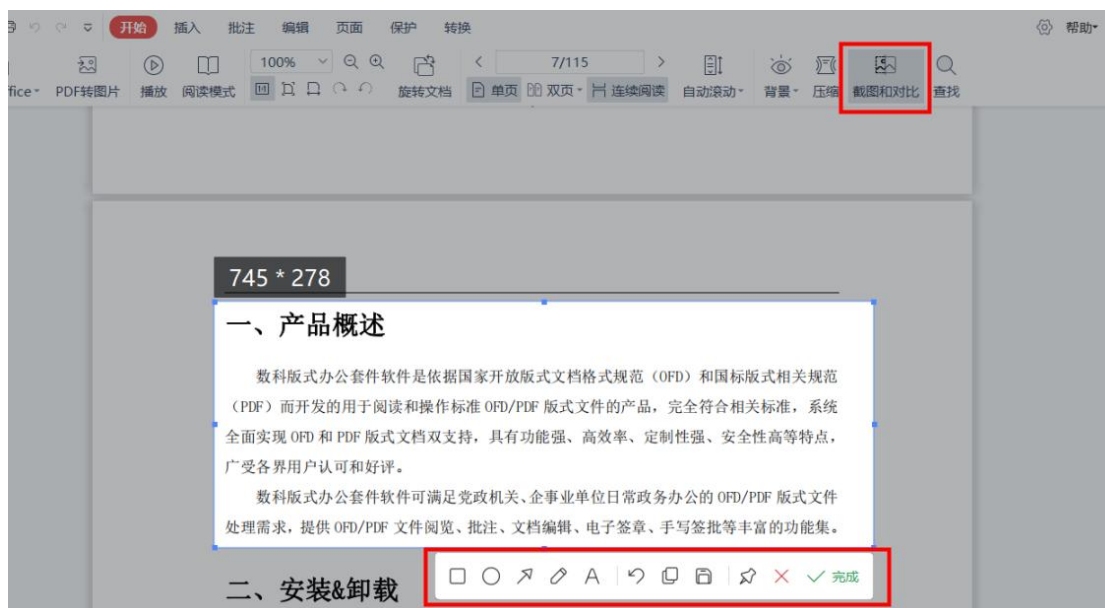 开始 插入 批注 编辑 页面 保护 转换 帮助
100% 7/115
ffice PDF转图片 播放 阅读模式 旋转文档 单页 双页 连续阅读 自动滚动 背景 压缩 截图和对比 查找
745 * 278
一、产品概述
数科版式办公套件软件是依据国家开放版式文档格式规范（OFD）和国标版式相关规范
（PDF）而开发的用于阅读和操作标准 OFD/PDF 版式文件的产品，完全符合相关标准，系统
全面实现 OFD 和 PDF 版式文档双支持，具有功能强、高效率、定制性强、安全性高等特点，
广受各界用户认可和好评。
数科版式办公套件软件可满足党政机关、企事业单位日常政务办公的 OFD/PDF 版式文件
处理需求，提供 OFD/PDF 文件阅览、批注、文档编辑、电子签章、手写签批等丰富的功能集。
A 完成
二、安装&卸载